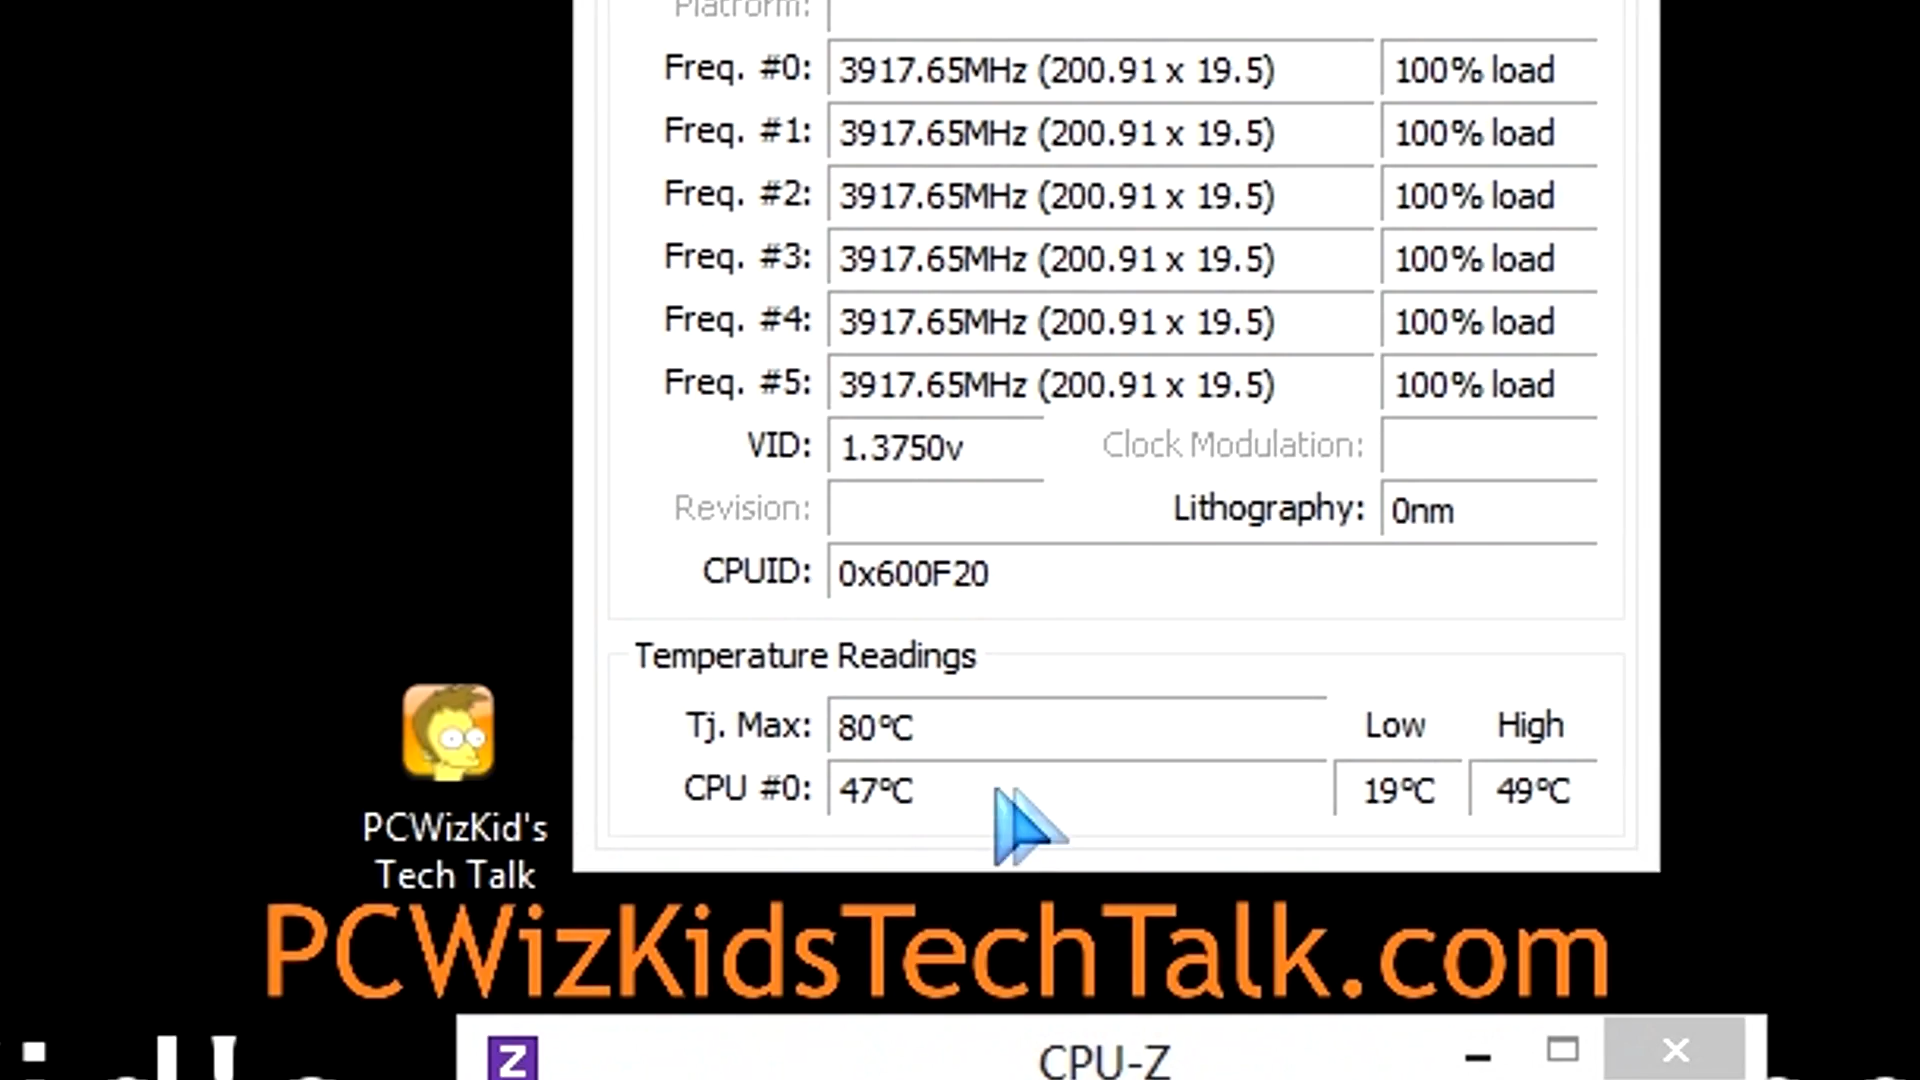 Platform:
Freq. #0: 3917.65MHz (200.91 x 19.5) 100% load
Freq. #1: 3917.65MHz (200.91 x 19.5) 100% load
Freq. #2: 3917.65MHz (200.91 x 19.5) 100% load
Freq. #3: 3917.65MHz (200.91 x 19.5) 100% load
Freq. #4: 3917.65MHz (200.91 x 19.5) 100% load
Freq. #5: 3917.65MHz (200.91 x 19.5) 100% load
VID: 1.3750v Clock Modulation:
Revision: Lithography: 0nm
CPUID: 0x600F20
Temperature Readings
Tj. Max: 80°C Low High
CPU #0: 47°C 19°C 49°C
PCWizKid's
Tech Talk
PCWizKidsTechTalk.com
Z CPU-Z